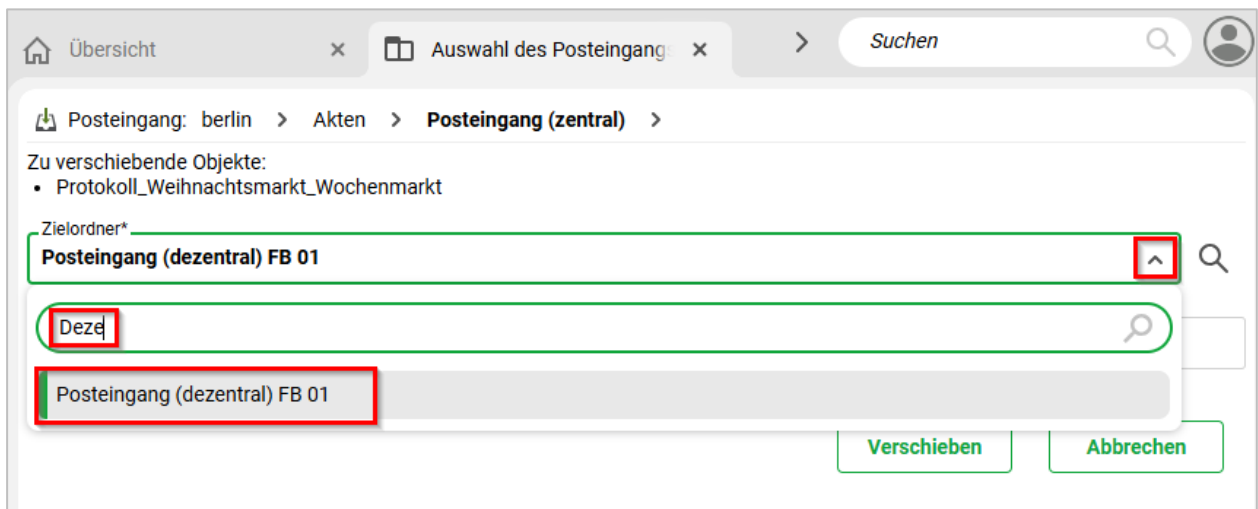 Übersicht
Auswahl des Posteingang
Suchen
Posteingang: berlin > Akten > Posteingang (zentral) >
Zu verschiebende Objekte:
• Protokoll_Weihnachtsmarkt_Wochenmarkt
Zielordner*
Posteingang (dezentral) FB 01
Deze
Posteingang (dezentral) FB 01
Verschieben
Abbrechen